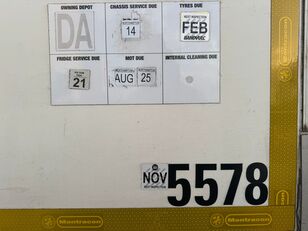 OWNING DEPOT
CHASSIS SERVICE DUE
TYRES DUE
DA
14
FEB
BANDVULC
FRIDGE SERVICE DUE
MOT DUE
INTERNAL CLEANING DUE
21
AUG 25
NOV
5578
Montracon
Montracon